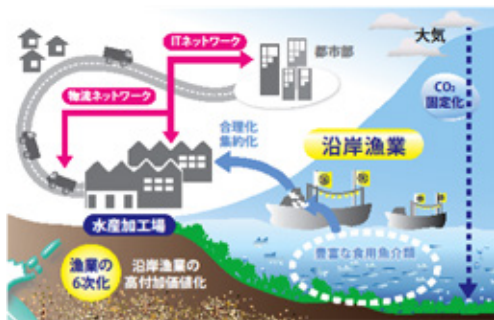 ITネットワーク
都市部
大気
物流ネットワーク
CO₂
固定化
合理化
集約化
沿岸漁業
水産加工場
豊富な食用魚介類
漁業の
6次化
沿岸漁業の
高付加価値化